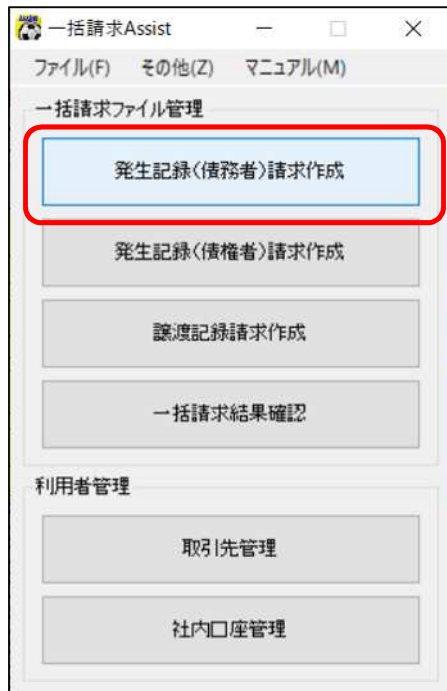 一括請求Assist
ファイル(F) その他(Z) マニュアル(M)
一括請求ファイル管理
発生記録(債務者)請求作成
発生記録(債権者)請求作成
譲渡記録請求作成
一括請求結果確認
利用者管理
取引先管理
社内口座管理